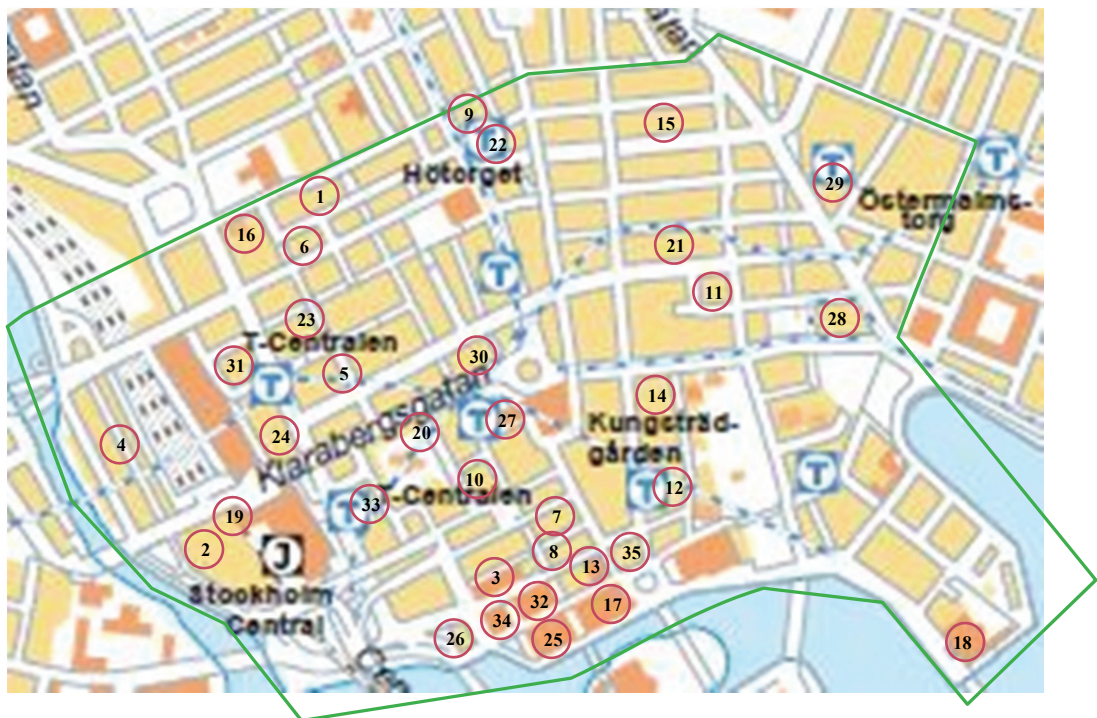 9
15
22
Hötorget
29
Östermalms-
torg
1
16
6
21
11
T
23
T-Centralen
28
31
T
5
30
14
Kungsträd-
gården
4
24
Klarabergsgatan
20
T
27
10
T-Centralen
12
33
19
2
J
Stockholm
Central
7
8
13
35
3
32
17
34
26
25
18
Cen